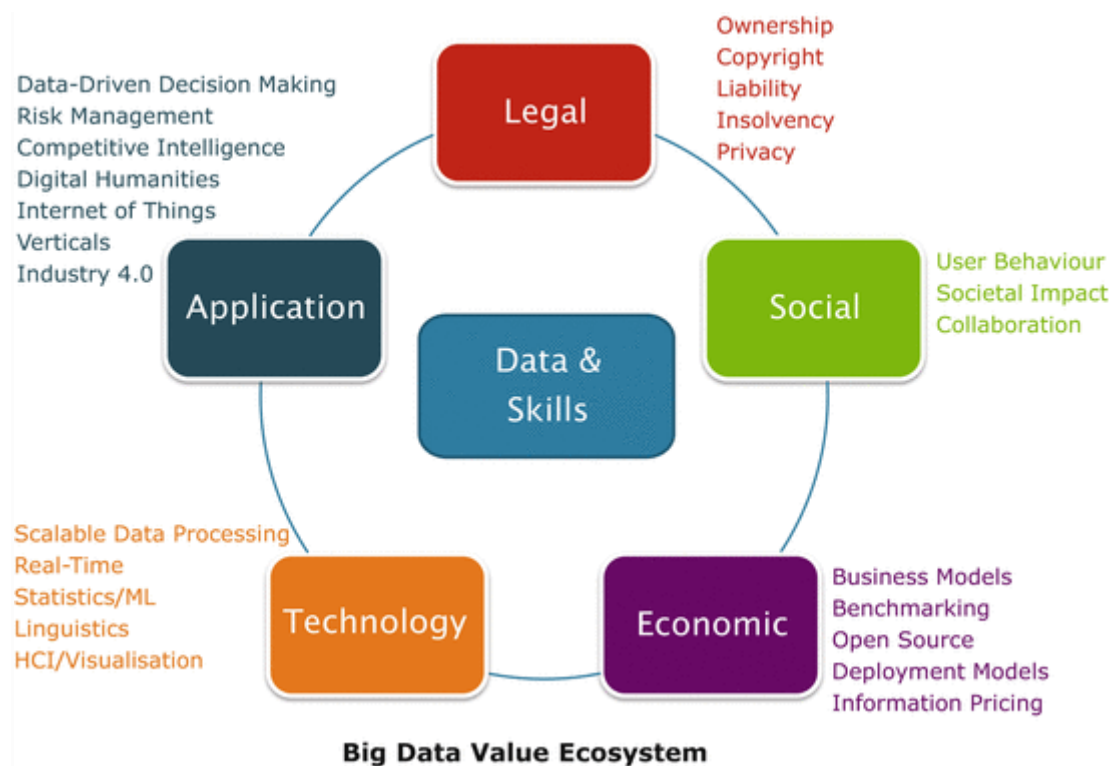 Legal
Ownership
Copyright
Liability
Insolvency
Privacy
Data-Driven Decision Making
Risk Management
Competitive Intelligence
Digital Humanities
Internet of Things
Verticals
Industry 4.0
Application
Social
User Behaviour
Societal Impact
Collaboration
Data &
Skills
Scalable Data Processing
Real-Time
Statistics/ML
Linguistics
HCI/Visualisation
Technology
Economic
Business Models
Benchmarking
Open Source
Deployment Models
Information Pricing
Big Data Value Ecosystem